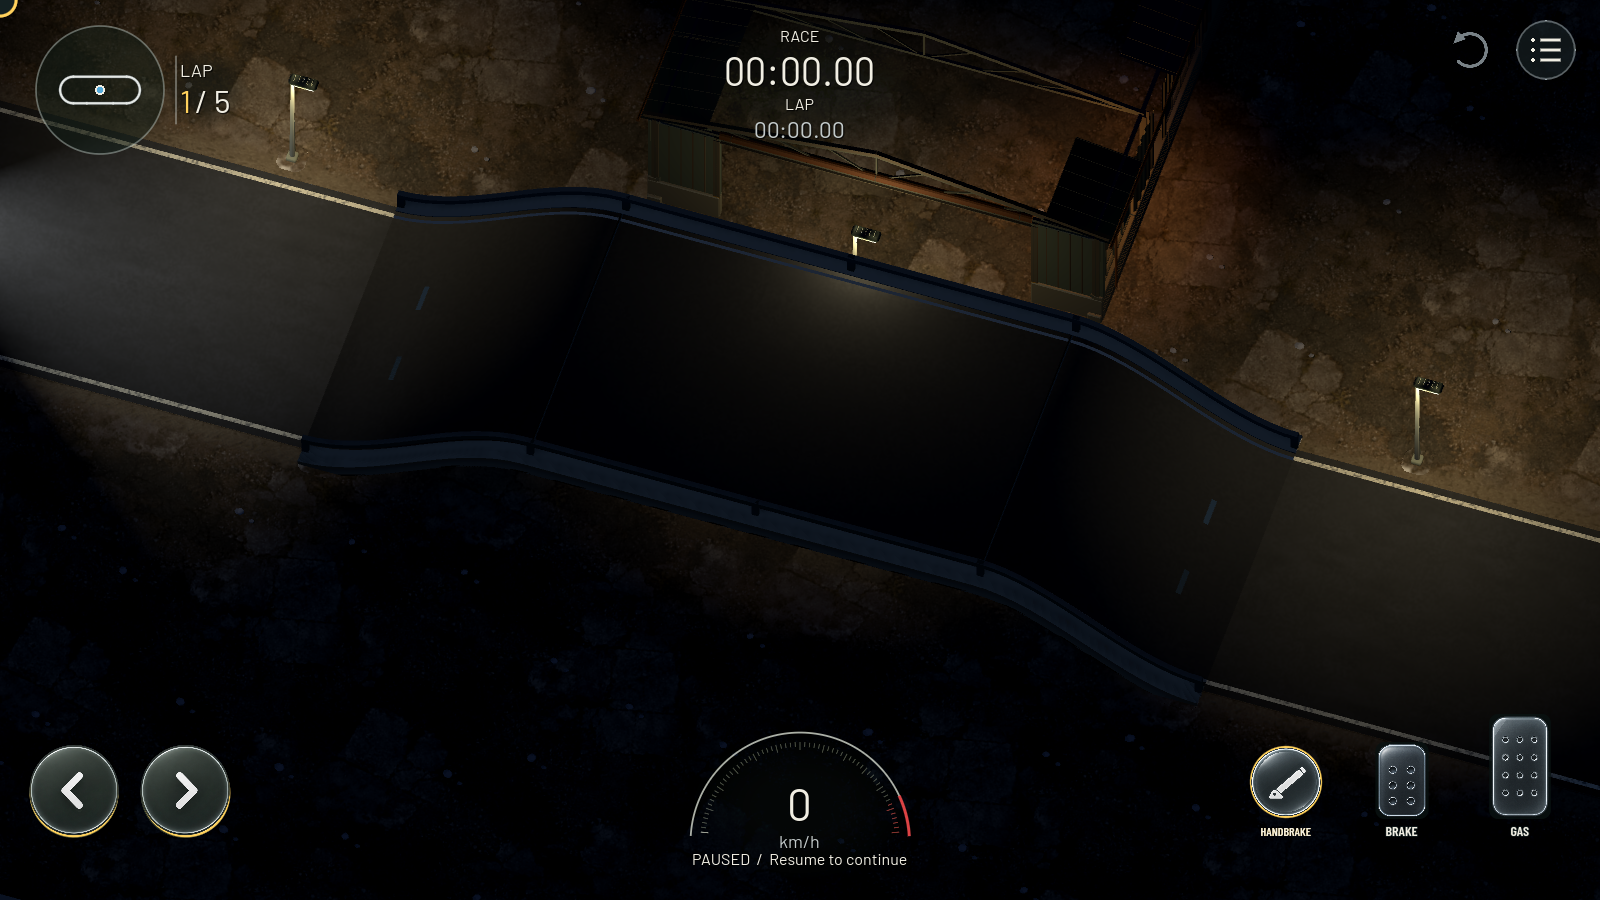 RACE
00:00.00
LAP
00:00.00
LAP
1 / 5
0
km/h
PAUSED / Resume to continue
HANDBRAKE
BRAKE
GAS